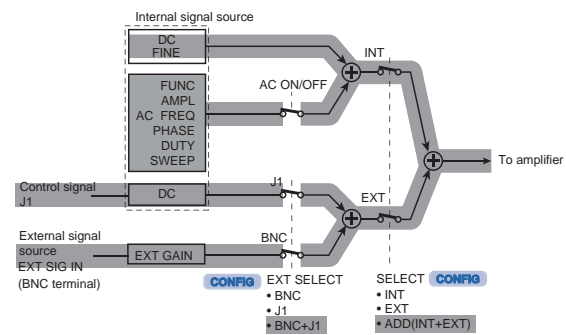 Internal signal source
DC
FINE
INT
FUNC
AMPL
AC FREQ
PHASE
DUTY
SWEEP
AC ON/OFF
To amplifier
Control signal
J1
DC
J1
EXT
External signal
source
EXT SIG IN
(BNC terminal)
EXT GAIN
BNC
CONFIG EXT SELECT
• BNC
• J1
• BNC+J1
SELECT CONFIG
• INT
• EXT
• ADD(INT+EXT)